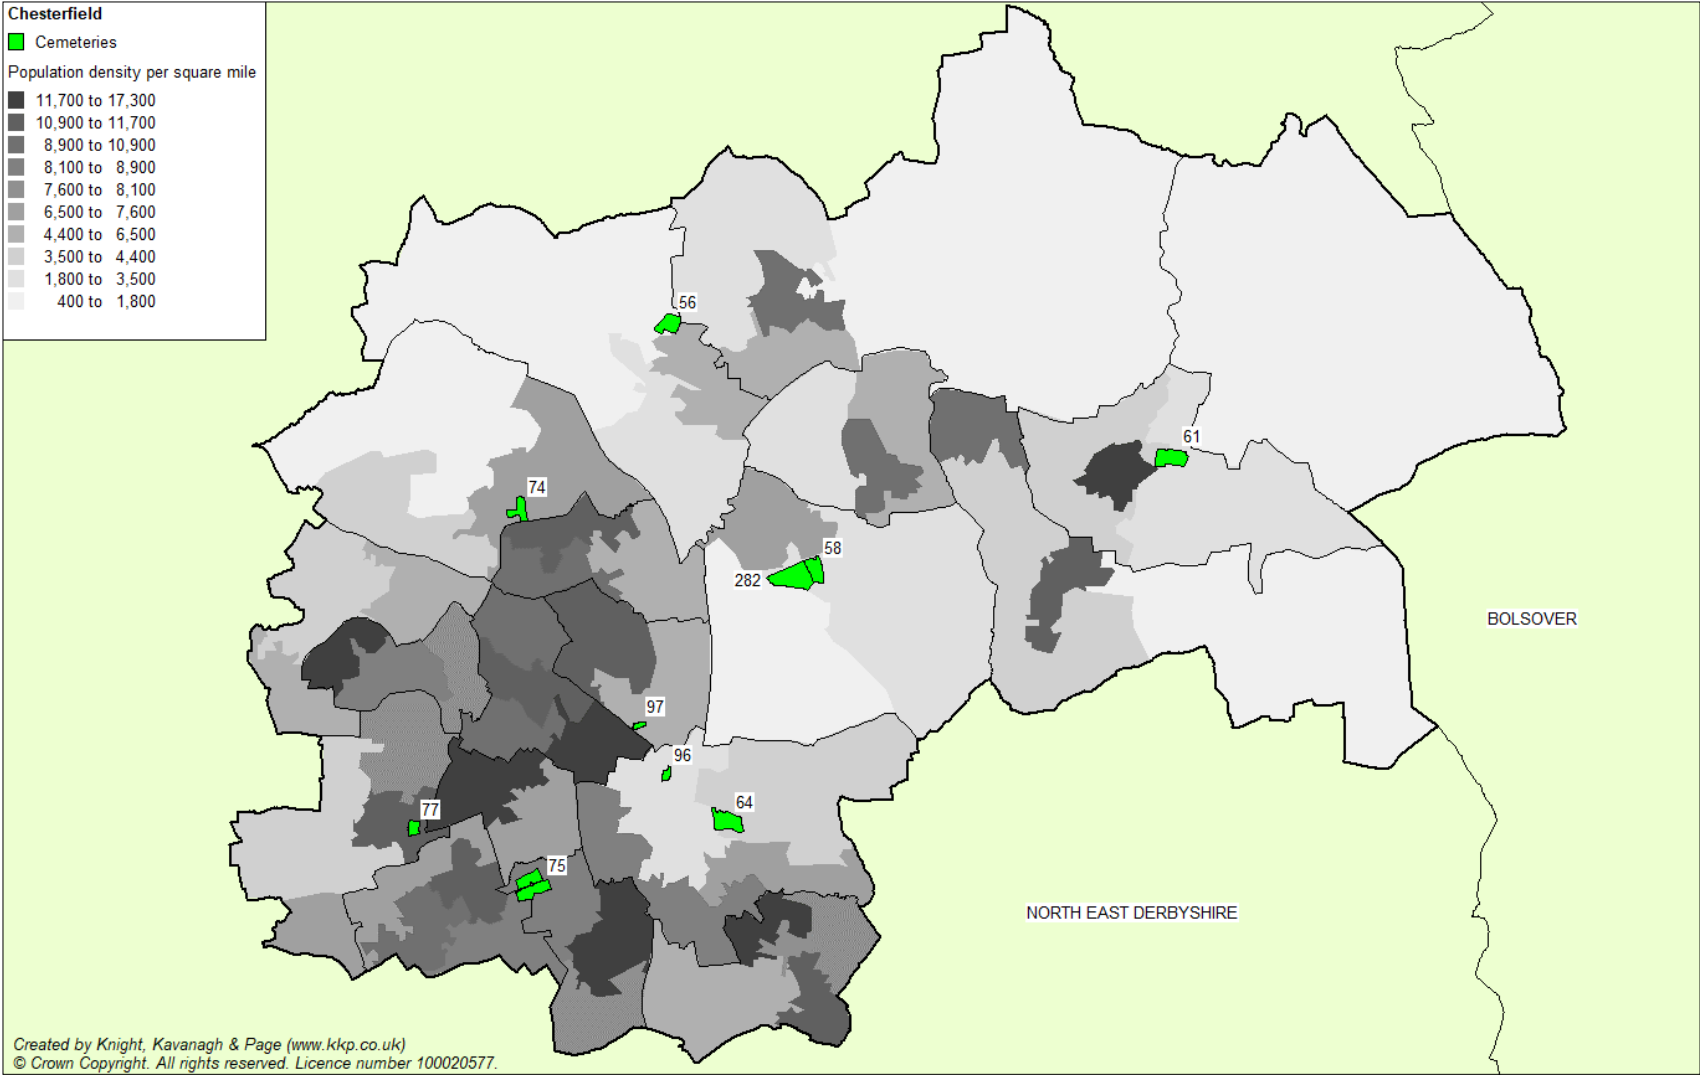 Chesterfield
Cemeteries
Population density per square mile
11,700 to 17,300
10,900 to 11,700
8,900 to 10,900
8,100 to 8,900
7,600 to 8,100
6,500 to 7,600
4,400 to 6,500
3,500 to 4,400
1,800 to 3,500
400 to 1,800
56
61
74
58
282
BOLSOVER
97
96
64
77
75
NORTH EAST DERBYSHIRE
Created by Knight, Kavanagh & Page (www.kkp.co.uk)
© Crown Copyright. All rights reserved. Licence number 100020577.